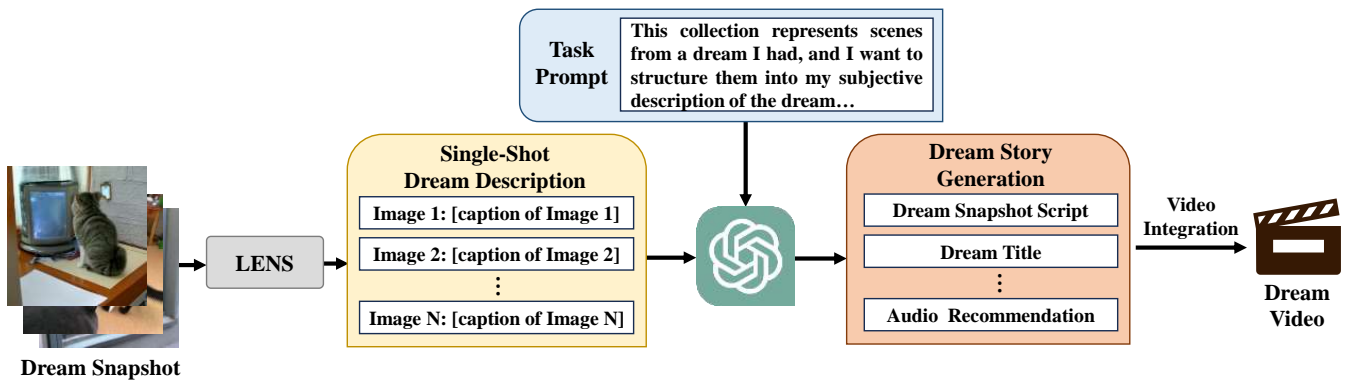 Task
Prompt
This collection represents scenes
from a dream I had, and I want to
structure them into my subjective
description of the dream…
Dream Snapshot
LENS
Single-Shot
Dream Description
Image 1: [caption of Image 1]
Image 2: [caption of Image 2]
⋮
Image N: [caption of Image N]
Dream Story
Generation
Dream Snapshot Script
Dream Title
⋮
Audio Recommendation
Video
Integration
Dream
Video